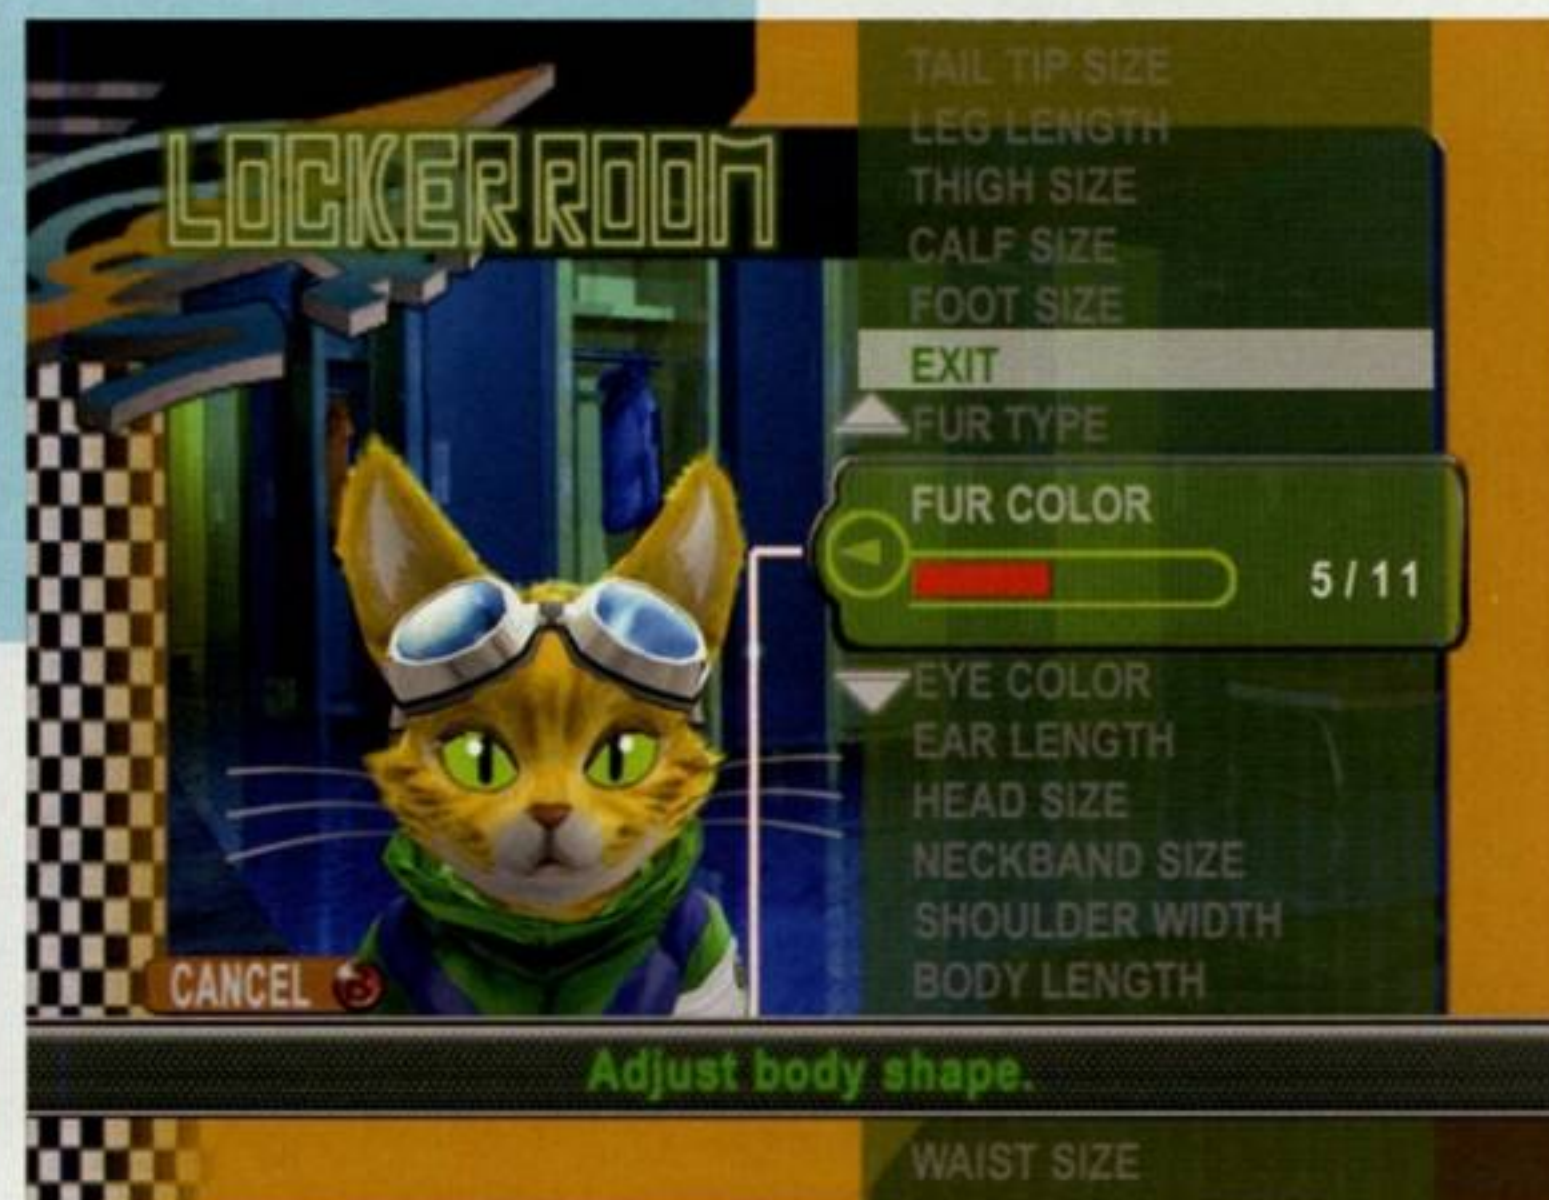 TAIL TIP SIZE
LEG LENGTH
LOCKER ROOM
THIGH SIZE
CALF SIZE
FOOT SIZE
EXIT
FUR TYPE
FUR COLOR
5/11
EYE COLOR
EAR LENGTH
HEAD SIZE
NECKBAND SIZE
SHOULDER WIDTH
BODY LENGTH
CANCEL B
Adjust body shape.
WAIST SIZE